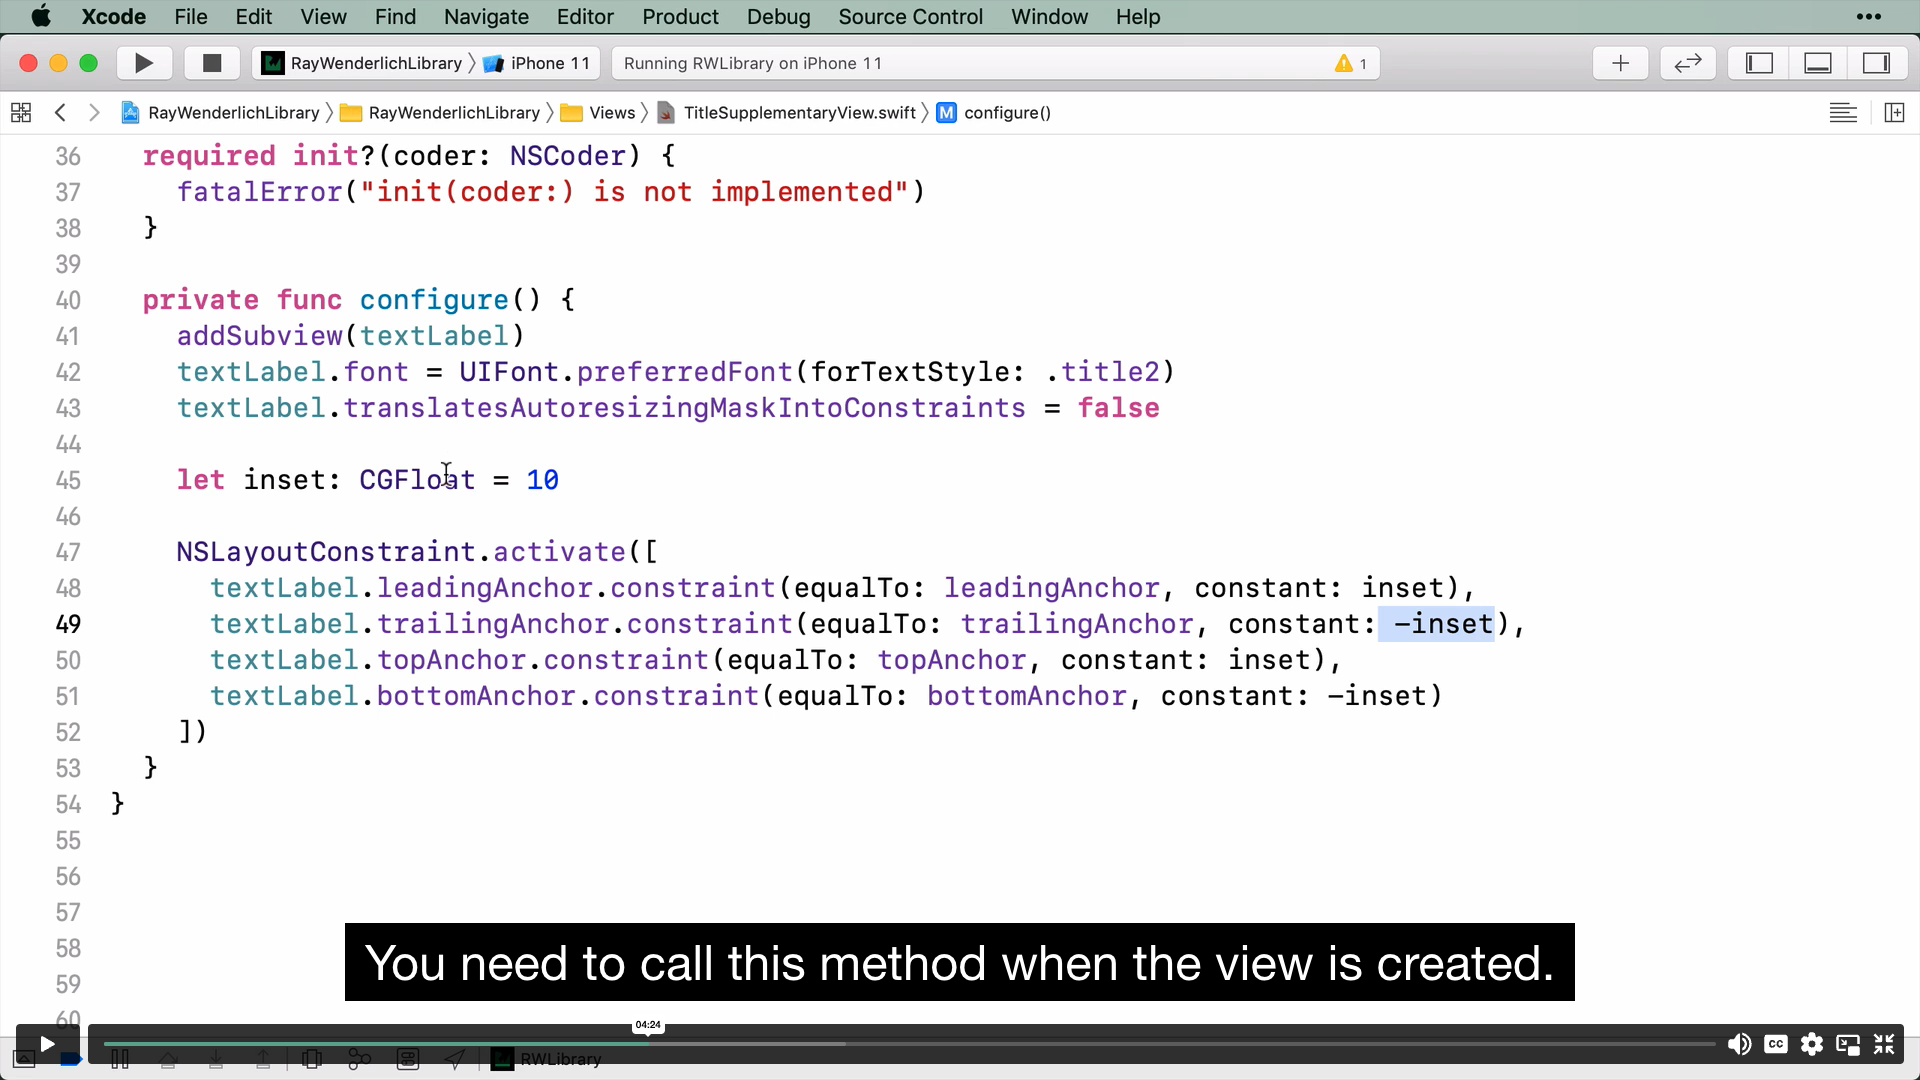 Xcode File Edit View Find Navigate Editor Product Debug Source Control Window Help
RayWenderlichLibrary iPhone 11 Running RWLibrary on iPhone 11 1
RayWenderlichLibrary RayWenderlichLibrary Views TitleSupplementaryView.swift M configure()
36 required init?(coder: NSCoder) {
37 fatalError("init(coder:) is not implemented")
38 }
39
40 private func configure() {
41 addSubview(textLabel)
42 textLabel.font = UIFont.preferredFont(forTextStyle: .title2)
43 textLabel.translatesAutoresizingMaskIntoConstraints = false
44
45 let inset: CGFloat = 10
46
47 NSLayoutConstraint.activate([
48 textLabel.leadingAnchor.constraint(equalTo: leadingAnchor, constant: inset),
49 textLabel.trailingAnchor.constraint(equalTo: trailingAnchor, constant: -inset),
50 textLabel.topAnchor.constraint(equalTo: topAnchor, constant: inset),
51 textLabel.bottomAnchor.constraint(equalTo: bottomAnchor, constant: -inset)
52 ])
53 }
54 }
55
56
57
58
59
60
You need to call this method when the view is created.
04:24
CC
RWLibrary